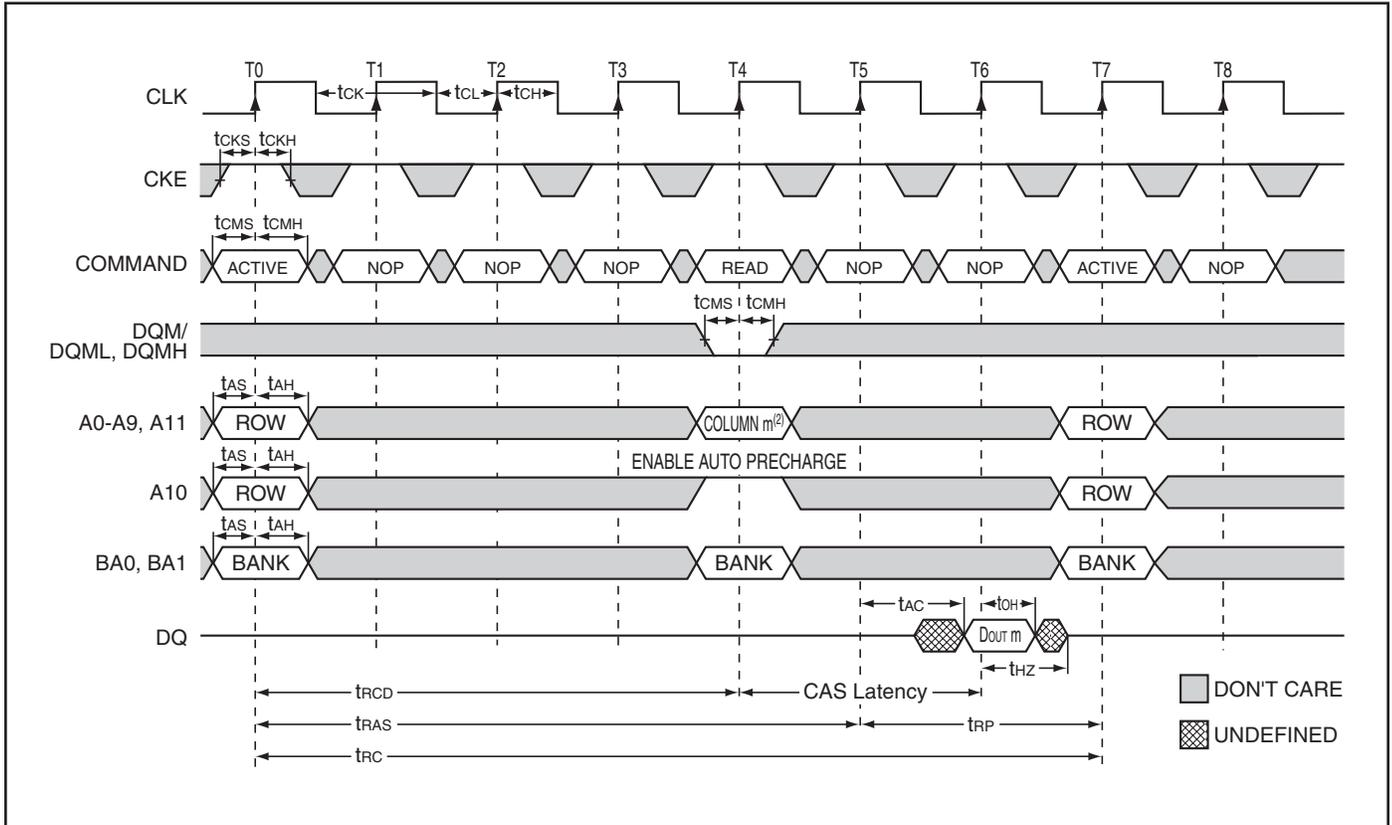 T0 T1 T2 T3 T4 T5 T6 T7 T8
CLK tCK tCL tCH
tCKS tCKH
CKE
tCMS tCMH
COMMAND ACTIVE NOP NOP NOP READ NOP NOP ACTIVE NOP
tCMS tCMH
DQM/
DQML, DQMH
tAS tAH
A0-A9, A11 ROW COLUMN m(2) ROW
tAS tAH ENABLE AUTO PRECHARGE
A10 ROW ROW
tAS tAH
BA0, BA1 BANK BANK BANK
tAC tOH
DQ DOUT m
tHZ
tRCD CAS Latency
DON'T CARE
tRAS tRP
UNDEFINED
tRC